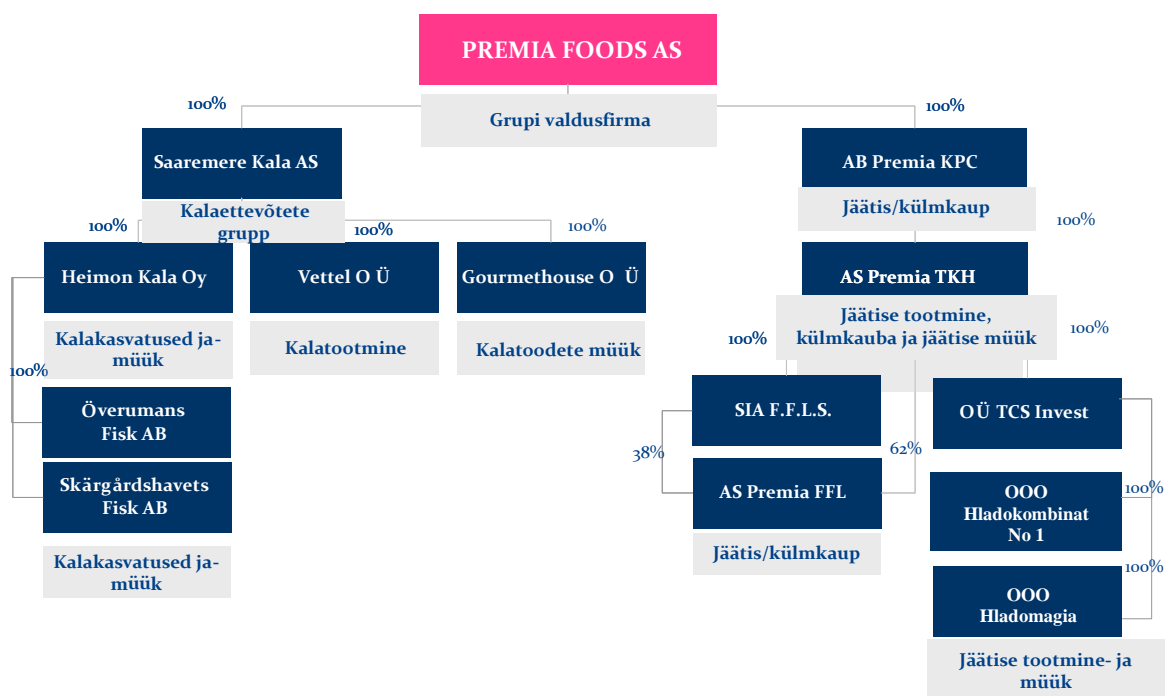 PREMIA FOODS AS
Grupi valdusfirma
100%
100%
Saaremere Kala AS
Kalaettevõtete
grupp
AB Premia KPC
Jäätis/külmkaup
100%
100%
100%
100%
Heimon Kala Oy
Vettel O Ü
Gourmethouse O Ü
AS Premia TKH
Kalakasvatused ja-
müük
Kalatootmine
Kalatoodete müük
Jäätise tootmine,
külmkauba ja jäätise müük
100%
100%
100%
Överumans
Fisk AB
Skärgårdshavets
Fisk AB
Kalakasvatused ja-
müük
SIA F.F.L.S.
38%
62%
AS Premia FFL
Jäätis/külmkaup
OÜ TCS Invest
OOO
Hladokombinat
No 1
100%
OOO
Hladomagia
100%
Jäätise tootmine- ja
müük